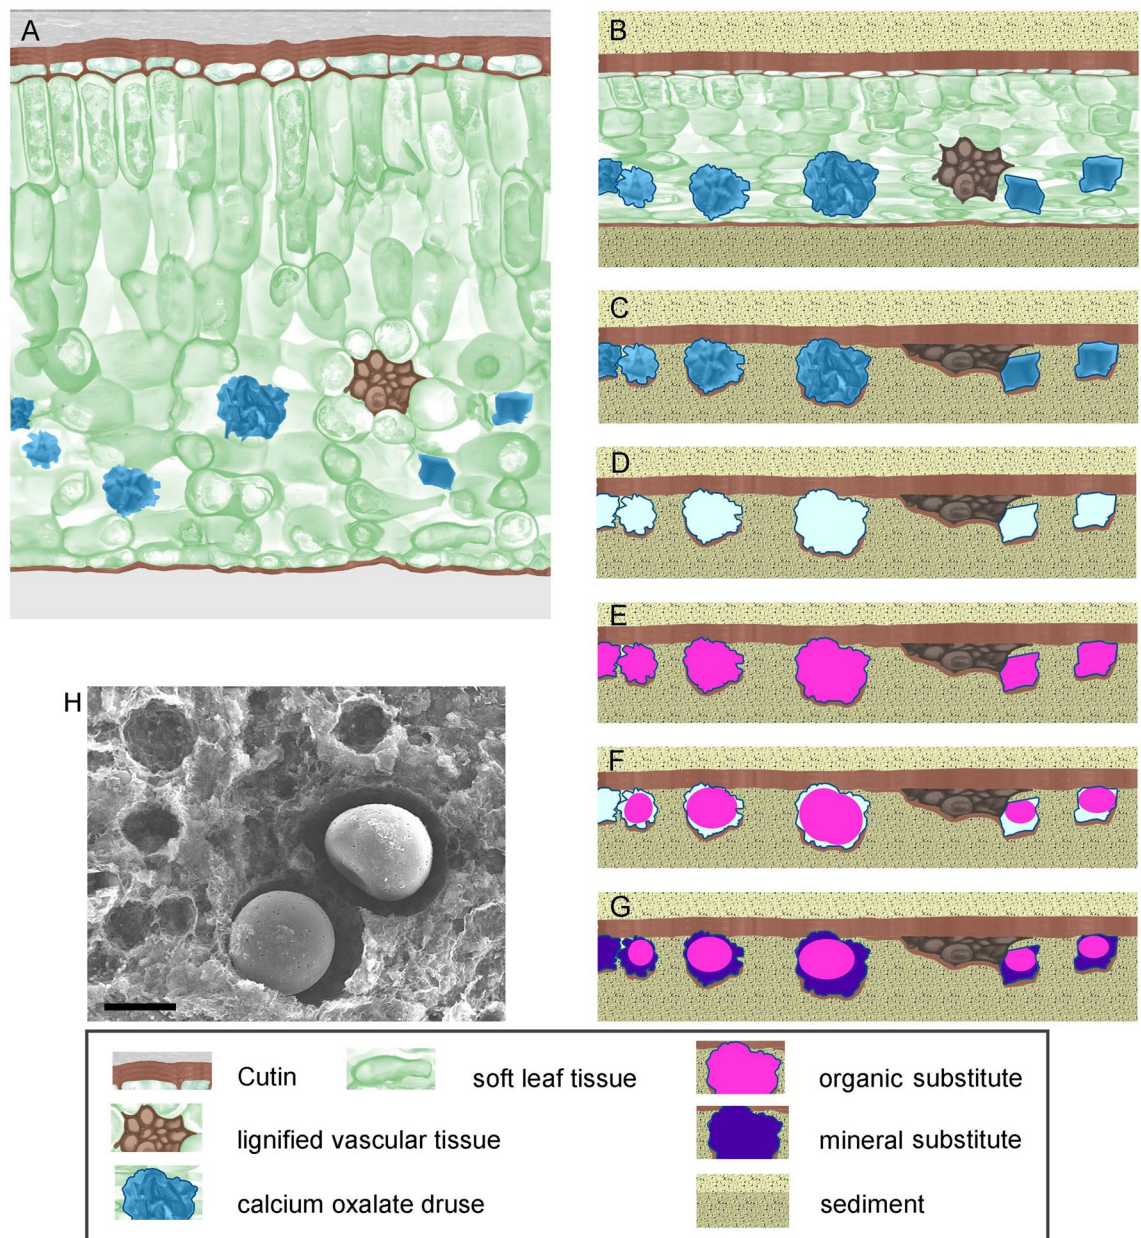 A
B
C
D
E
F
G
H
Cutin
soft leaf tissue
organic substitute
lignified vascular tissue
mineral substitute
calcium oxalate druse
sediment